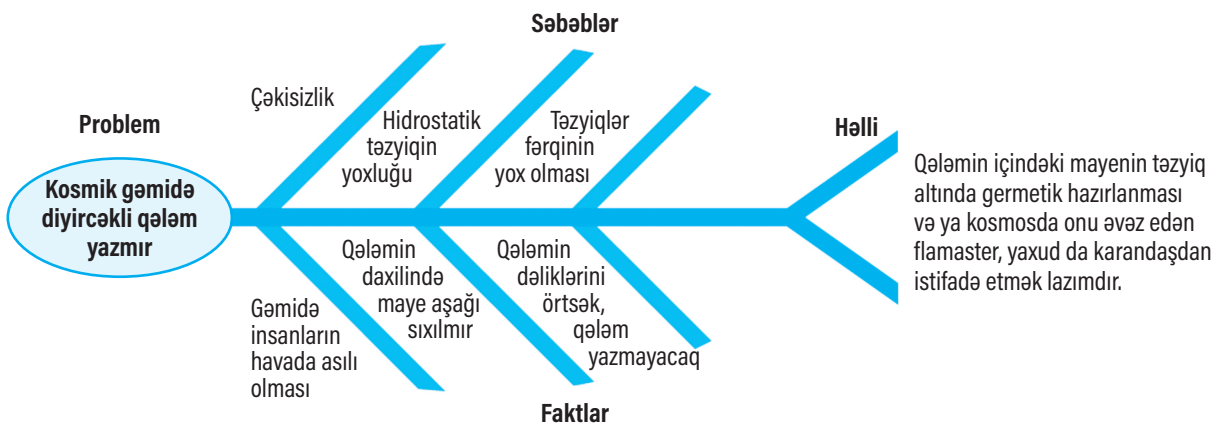 Səbəblər
Problem
Kosmik gəmidə
diyircəkli qələm
yazmır
Çəkisizlik
Hidrostatik
təzyiqin
yoxluğu
Təzyiqlər
fərqinin
yox olması
Gəmidə
insanların
havada asılı
olması
Qələmin
daxilində
maye aşağı
sıxılmır
Qələmin
dəliklərini
örtsək,
qələm
yazmayacaq
Faktlar
Həlli
Qələmin içindəki mayenin təzyiq
altında germetik hazırlanması
və ya kosmosda onu əvəz edən
flamaster, yaxud da karandaşdan
istifadə etmək lazımdır.